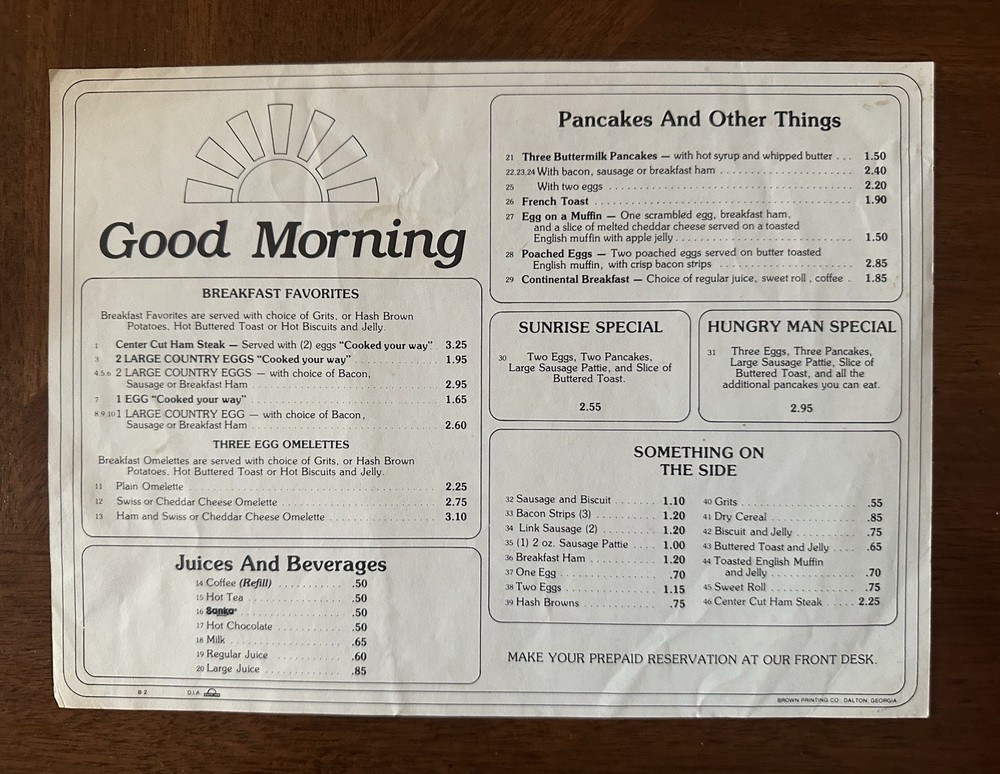 Good Morning
BREAKFAST FAVORITES
Breakfast Favorites are served with choice of Grits, or Hash Brown
Potatoes, Hot Buttered Toast or Hot Biscuits and Jelly.
1 Center Cut Ham Steak — Served with (2) eggs "Cooked your way" 3.25
3 2 LARGE COUNTRY EGGS "Cooked your way" 1.95
4,5,6 2 LARGE COUNTRY EGGS — with choice of Bacon,
Sausage or Breakfast Ham 2.95
7 1 EGG "Cooked your way" 1.65
8,9,10 1 LARGE COUNTRY EGG — with choice of Bacon,
Sausage or Breakfast Ham 2.60
THREE EGG OMELETTES
Breakfast Omelettes are served with choice of Grits, or Hash Brown
Potatoes, Hot Buttered Toast or Hot Biscuits and Jelly.
11 Plain Omelette 2.25
12 Swiss or Cheddar Cheese Omelette 2.75
13 Ham and Swiss or Cheddar Cheese Omelette 3.10
Juices And Beverages
14 Coffee (Refill) .50
15 Hot Tea .50
16 Sanka® .50
17 Hot Chocolate .50
18 Milk .65
19 Regular Juice .60
20 Large Juice .85
B 2 D.I.A.
Pancakes And Other Things
21 Three Buttermilk Pancakes — with hot syrup and whipped butter 1.50
22,23,24 With bacon, sausage or breakfast ham 2.40
25 With two eggs 2.20
26 French Toast 1.90
27 Egg on a Muffin — One scrambled egg, breakfast ham,
and a slice of melted cheddar cheese served on a toasted
English muffin with apple jelly 1.50
28 Poached Eggs — Two poached eggs served on butter toasted
English muffin, with crisp bacon strips 2.85
29 Continental Breakfast — Choice of regular juice, sweet roll , coffee 1.85
SUNRISE SPECIAL
30 Two Eggs, Two Pancakes,
Large Sausage Pattie, and Slice of
Buttered Toast.
2.55
HUNGRY MAN SPECIAL
31 Three Eggs, Three Pancakes,
Large Sausage Pattie, Slice of
Buttered Toast, and all the
additional pancakes you can eat.
2.95
SOMETHING ON
THE SIDE
32 Sausage and Biscuit 1.10
33 Bacon Strips (3) 1.20
34 Link Sausage (2) 1.20
35 (1) 2 oz. Sausage Pattie 1.00
36 Breakfast Ham 1.20
37 One Egg .70
38 Two Eggs 1.15
39 Hash Browns .75
40 Grits .55
41 Dry Cereal .85
42 Biscuit and Jelly .75
43 Buttered Toast and Jelly .65
44 Toasted English Muffin
and Jelly .70
45 Sweet Roll .75
46 Center Cut Ham Steak 2.25
MAKE YOUR PREPAID RESERVATION AT OUR FRONT DESK.
BROWN PRINTING CO., DALTON, GEORGIA